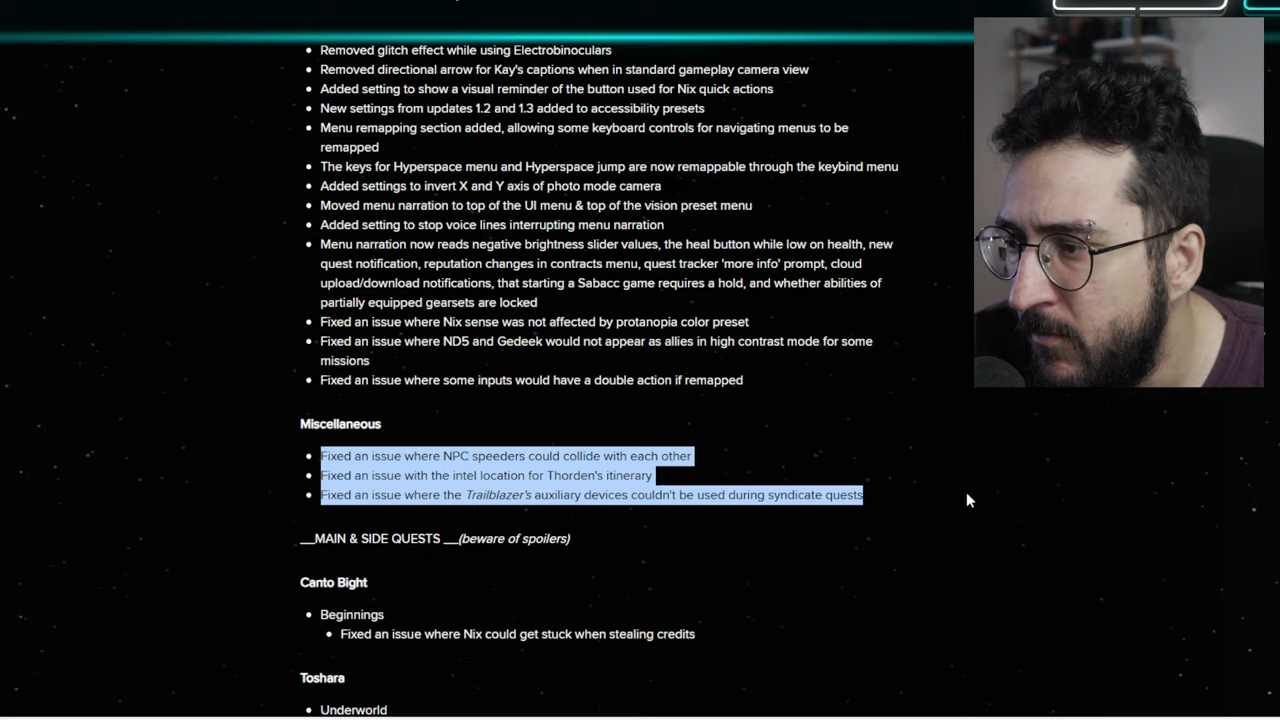 Removed glitch effect while using Electrobinoculars
Removed directional arrow for Kay's captions when in standard gameplay camera view
Added setting to show a visual reminder of the button used for Nix quick actions
New settings from updates 1.2 and 1.3 added to accessibility presets
Menu remapping section added, allowing some keyboard controls for navigating menus to be
remapped
The keys for Hyperspace menu and Hyperspace jump are now remappable through the keybind menu
Added settings to invert X and Y axis of photo mode camera
Moved menu narration to top of the UI menu & top of the vision preset menu
Added setting to stop voice lines interrupting menu narration
Menu narration now reads negative brightness slider values, the heal button while low on health, new
quest notification, reputation changes in contracts menu, quest tracker 'more info' prompt, cloud
upload/download notifications, that starting a Sabacc game requires a hold, and whether abilities of
partially equipped gearsets are locked
Fixed an issue where Nix sense was not affected by protanopia color preset
Fixed an issue where ND5 and Gedeek would not appear as allies in high contrast mode for some
missions
Fixed an issue where some inputs would have a double action if remapped
Miscellaneous
Fixed an issue where NPC speeders could collide with each other
Fixed an issue with the intel location for Thorden's itinerary
Fixed an issue where the Trailblazer's auxiliary devices couldn't be used during syndicate quests
__MAIN & SIDE QUESTS __(beware of spoilers)
Canto Bight
Beginnings
Fixed an issue where Nix could get stuck when stealing credits
Toshara
Underworld